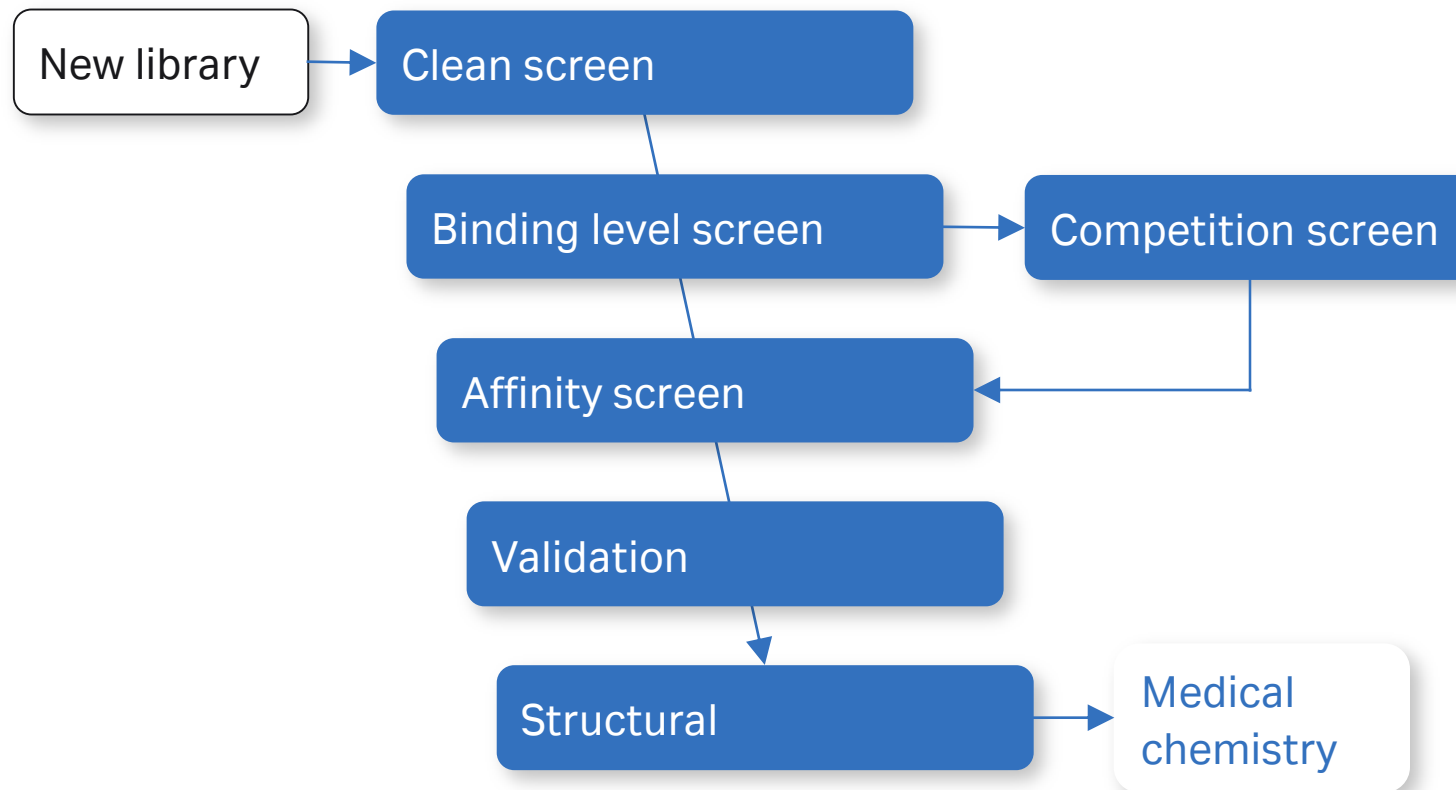 New library
Clean screen
Binding level screen
Competition screen
Affinity screen
Validation
Structural
Medical
chemistry